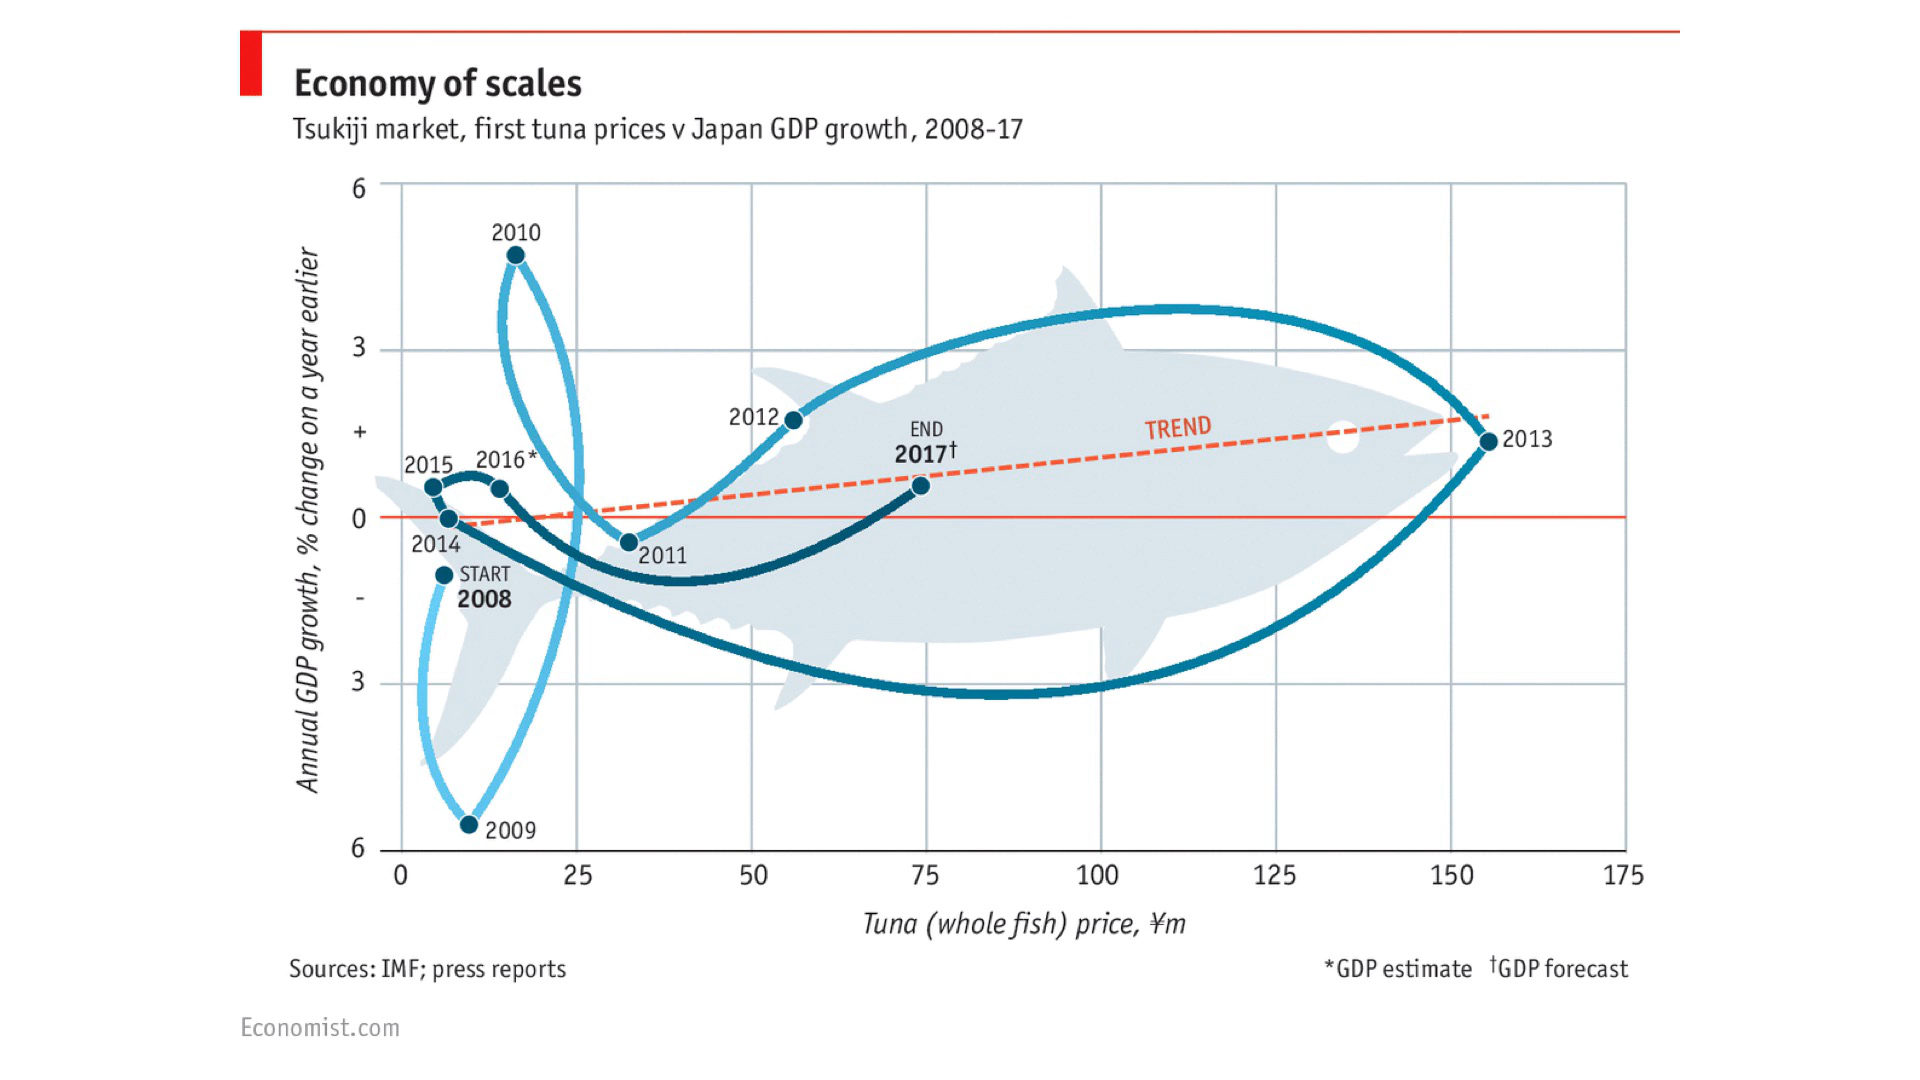 Economy of scales
Tsukiji market, first tuna prices v Japan GDP growth, 2008-17
Annual GDP growth, % change on a year earlier
6
3
+
0
-
3
6
2010
2012
END
2017†
TREND
2013
2015
2016*
2014
2011
START
2008
2009
0 25 50 75 100 125 150 175
Tuna (whole fish) price, ¥m
Sources: IMF; press reports
*GDP estimate †GDP forecast
Economist.com